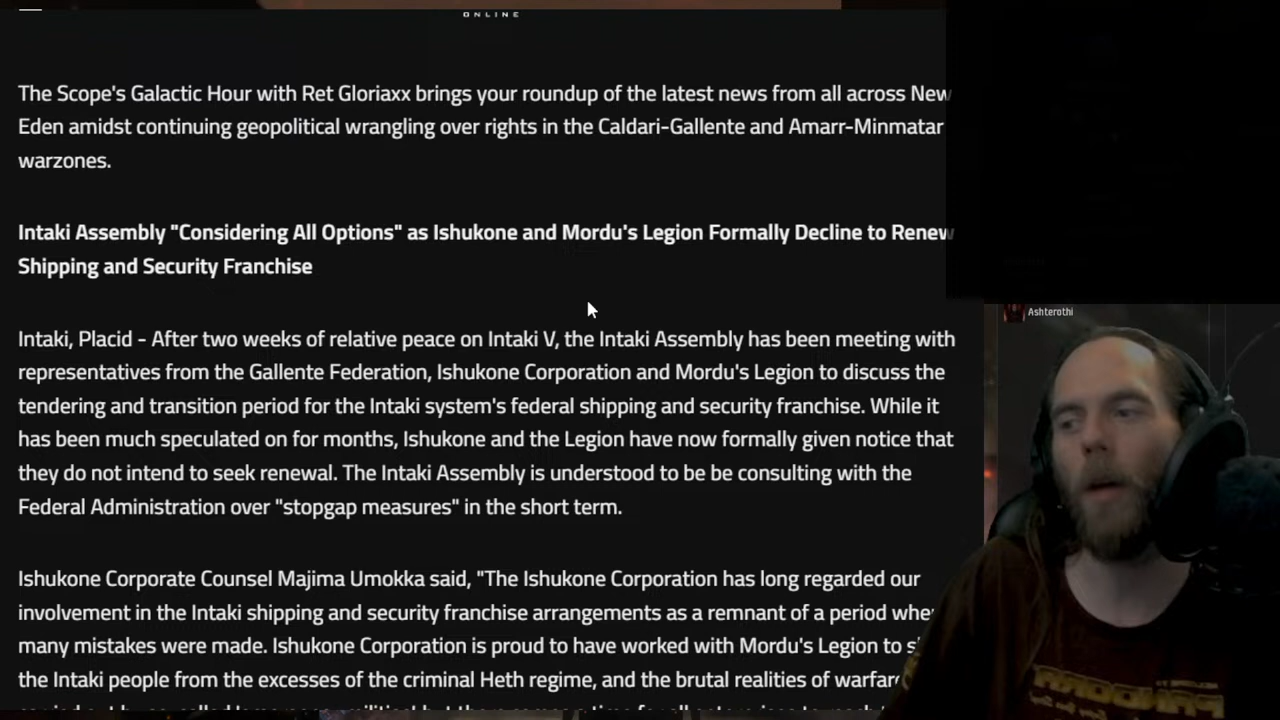 ONLINE
The Scope's Galactic Hour with Ret Gloriaxx brings your roundup of the latest news from all across New
Eden amidst continuing geopolitical wrangling over rights in the Caldari-Gallente and Amarr-Minmatar
warzones.
Intaki Assembly "Considering All Options" as Ishukone and Mordu's Legion Formally Decline to Renew
Shipping and Security Franchise
Intaki, Placid - After two weeks of relative peace on Intaki V, the Intaki Assembly has been meeting with
representatives from the Gallente Federation, Ishukone Corporation and Mordu's Legion to discuss the
tendering and transition period for the Intaki system's federal shipping and security franchise. While it
has been much speculated on for months, Ishukone and the Legion have now formally given notice that
they do not intend to seek renewal. The Intaki Assembly is understood to be be consulting with the
Federal Administration over "stopgap measures" in the short term.
Ishukone Corporate Counsel Majima Umokka said, "The Ishukone Corporation has long regarded our
involvement in the Intaki shipping and security franchise arrangements as a remnant of a period
many mistakes were made. Ishukone Corporation is proud to have worked with Mordu's Legion to
the Intaki people from the excesses of the criminal Heth regime, and the brutal realities of
Ashterothi